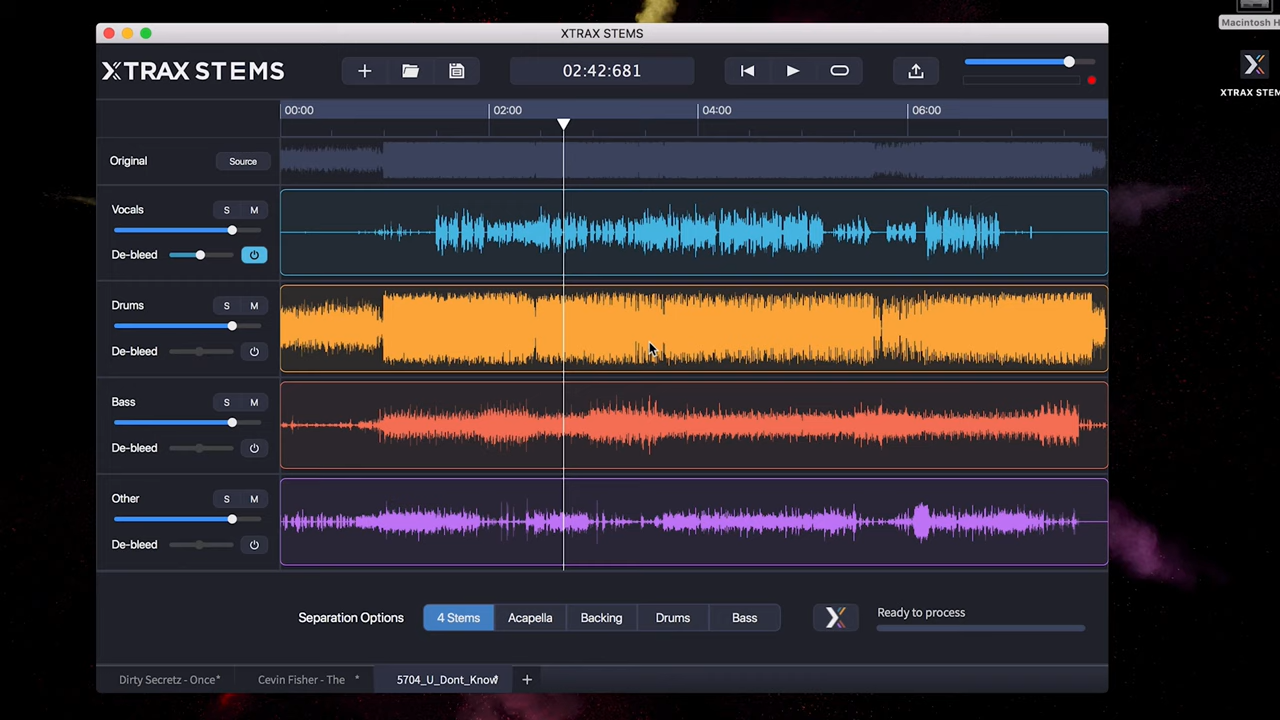 XTRAX STEMS
Macintosh H
XTRAX STEMS
02:42:681
XTRAX STEM
00:00 02:00 04:00 06:00
Original Source
Vocals S M
De-bleed
Drums S M
De-bleed
Bass S M
De-bleed
Other S M
De-bleed
Separation Options 4 Stems Acapella Backing Drums Bass Ready to process
Dirty Secretz - Once* Cevin Fisher - The * 5704_U_Dont_Know +